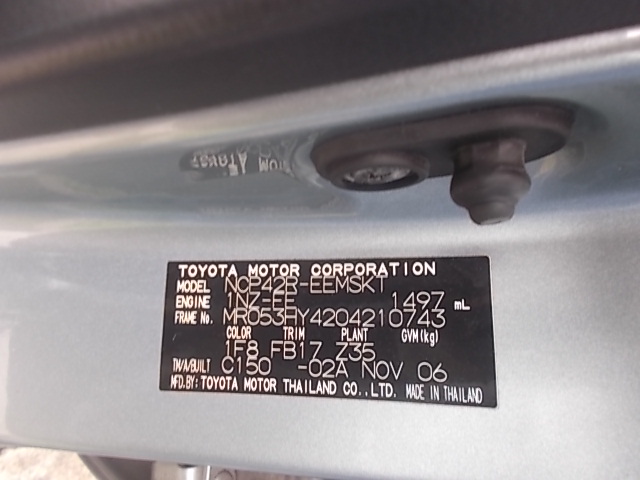 TOYOTA MOTOR CORPORATION
MODEL NCP42R-EEMSKT
ENGINE 1NZ-FE 1497 mL
FRAME No. MR053HY4204210743
COLOR TRIM PLANT GVM(kg)
1F8 FB17 Z35
T/A/BUILT C150 -02A NOV 06
MFD.BY: TOYOTA MOTOR THAILAND CO.,LTD. MADE IN THAILAND